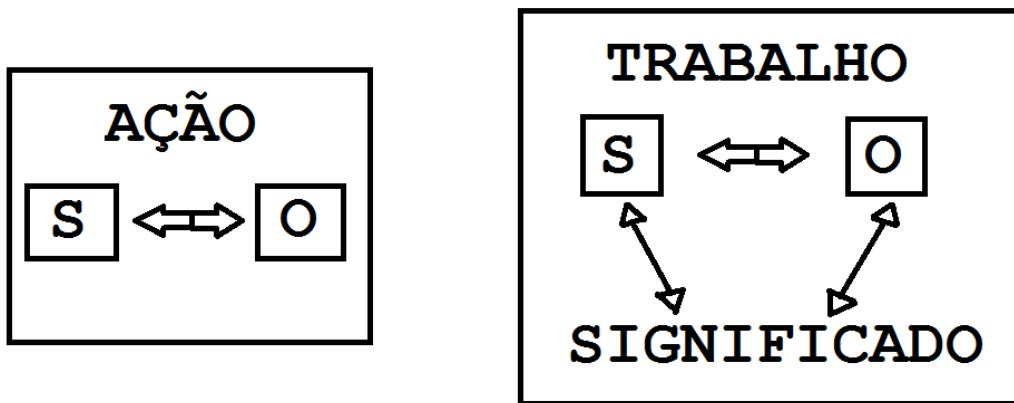 AÇÃO
S O
TRABALHO
S O
SIGNIFICADO